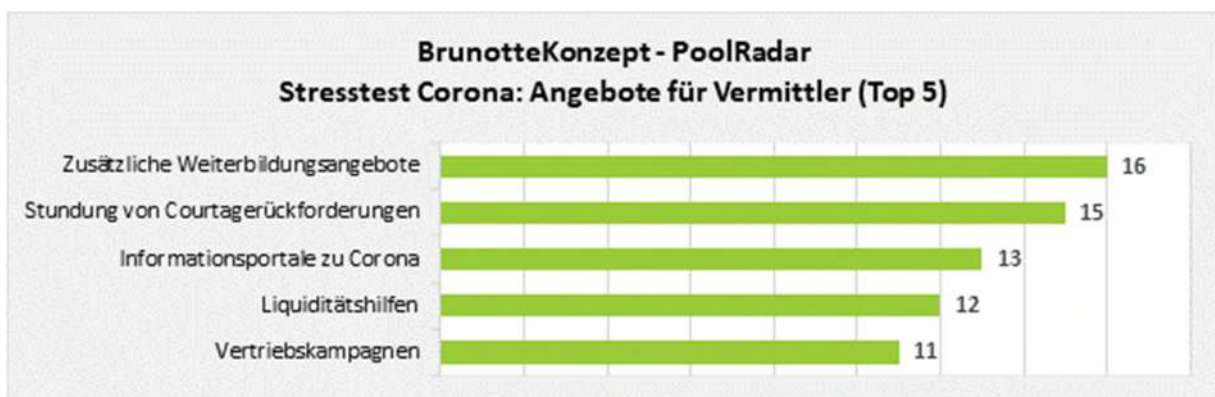 BrunotteKonzept - PoolRadar
Stresstest Corona: Angebote für Vermittler (Top 5)
Zusätzliche Weiterbildungsangebote 16
Stundung von Courtagerückforderungen 15
Informationsportale zu Corona 13
Liquiditätshilfen 12
Vertriebskampagnen 11